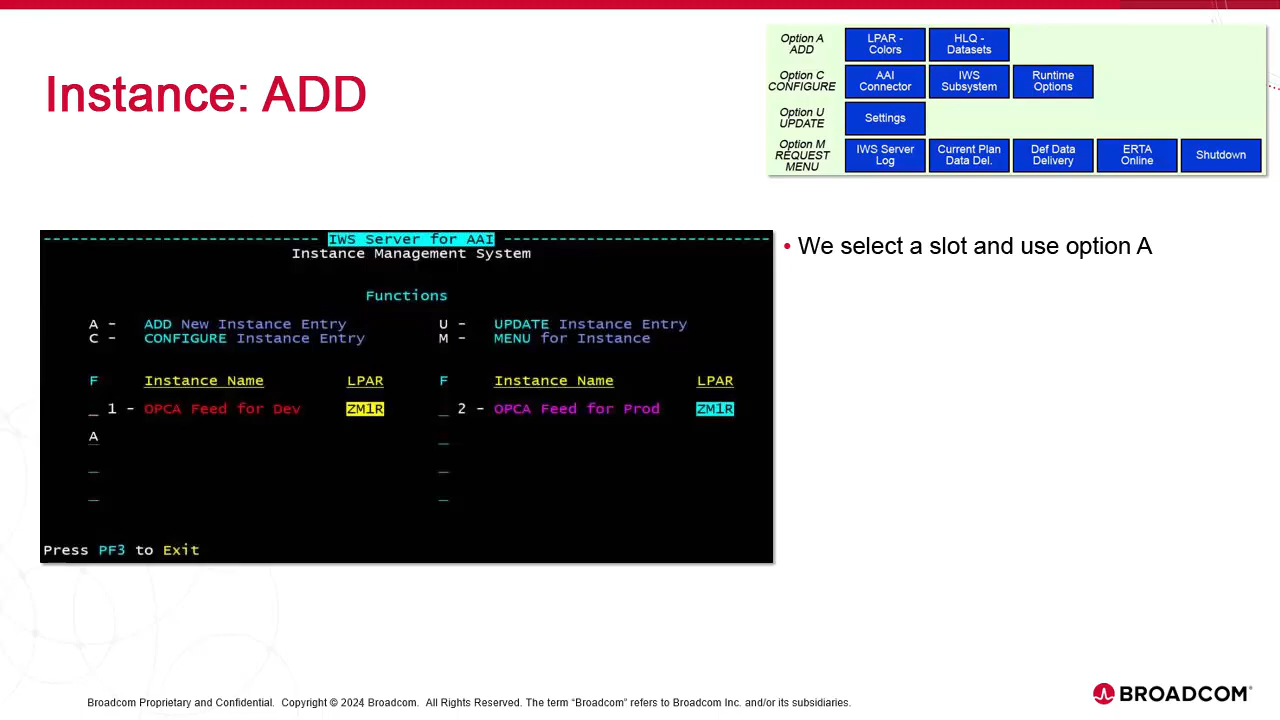 Instance: ADD
Option A
ADD
LPAR -
Colors
HLQ -
Datasets
Option C
CONFIGURE
AAI
Connector
IWS
Subsystem
Runtime
Options
Option U
UPDATE
Settings
Option M
REQUEST
MENU
IWS Server
Log
Current Plan
Data Del.
Def Data
Delivery
ERTA
Online
Shutdown
------------------------------ IWS Server for AAI -----------------------------
Instance Management System
Functions
A - ADD New Instance Entry U - UPDATE Instance Entry
C - CONFIGURE Instance Entry M - MENU for Instance
F Instance Name LPAR F Instance Name LPAR
_ 1 - OPCA Feed for Dev ZM1R _ 2 - OPCA Feed for Prod ZM1R
A _
_ _
_ _
Press PF3 to Exit
• We select a slot and use option A
Broadcom Proprietary and Confidential. Copyright © 2024 Broadcom. All Rights Reserved. The term “Broadcom” refers to Broadcom Inc. and/or its subsidiaries.
BROADCOM®